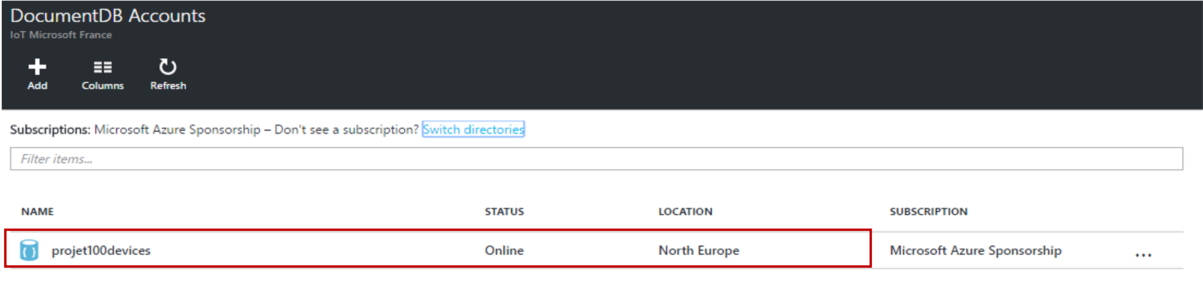 DocumentDB Accounts
IoT Microsoft France
Add Columns Refresh
Subscriptions: Microsoft Azure Sponsorship – Don't see a subscription? Switch directories
Filter items...
NAME STATUS LOCATION SUBSCRIPTION
projet100devices Online North Europe Microsoft Azure Sponsorship ...